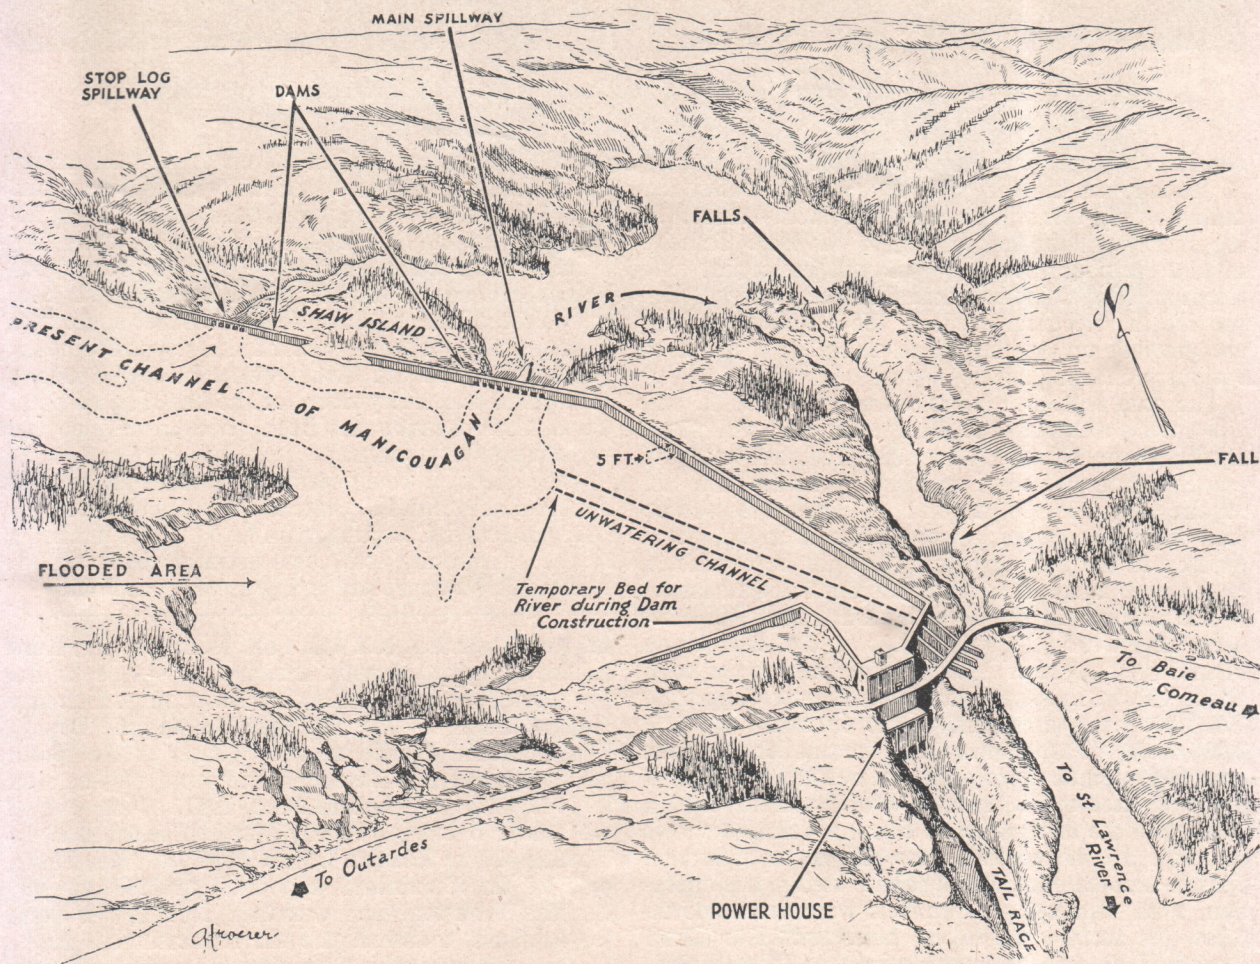 MAIN SPILLWAY
STOP LOG
SPILLWAY
DAMS
FALLS
RIVER
SHAW ISLAND
N
PRESENT CHANNEL OF MANICOUAGAN
5 FT.
FALL
UNWATERING CHANNEL
FLOODED AREA
Temporary Bed for
River during Dam
Construction
To Baie
Comeau
To St. Lawrence
River
To Outardes
POWER HOUSE
TAIL RACE